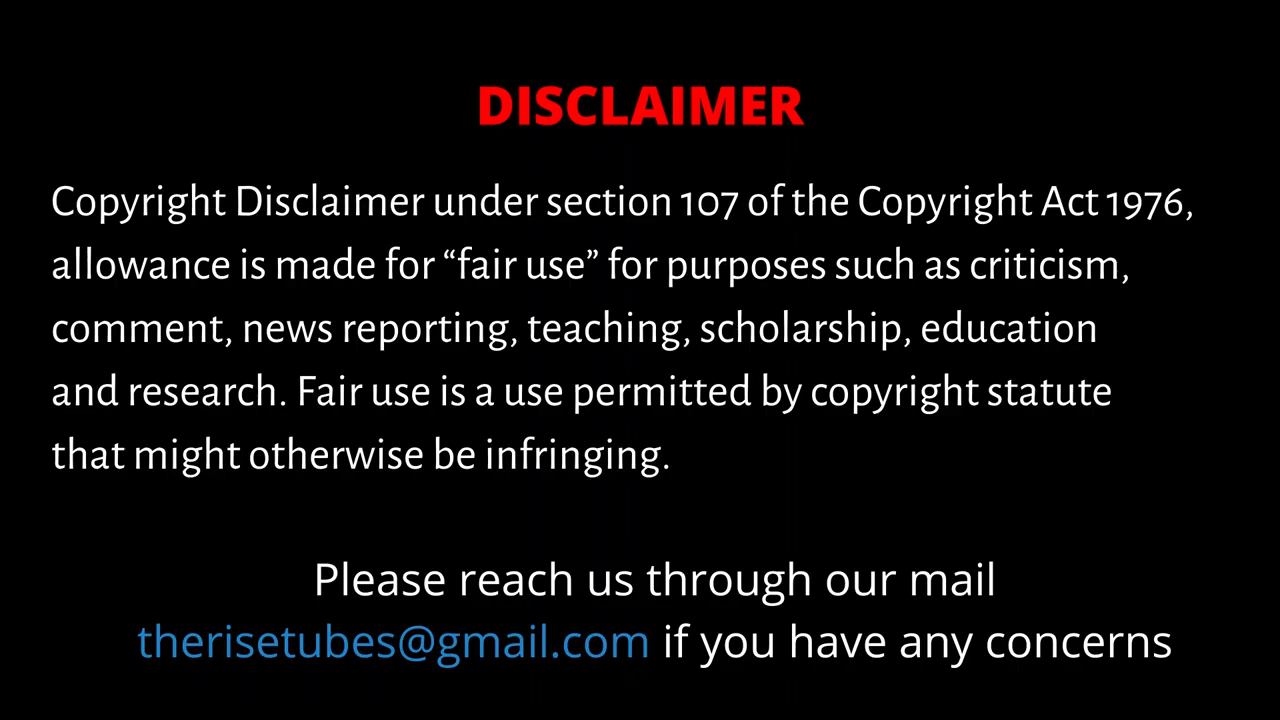 DISCLAIMER
Copyright Disclaimer under section 107 of the Copyright Act 1976,
allowance is made for “fair use” for purposes such as criticism,
comment, news reporting, teaching, scholarship, education
and research. Fair use is a use permitted by copyright statute
that might otherwise be infringing.
Please reach us through our mail
therisetubes@gmail.com if you have any concerns